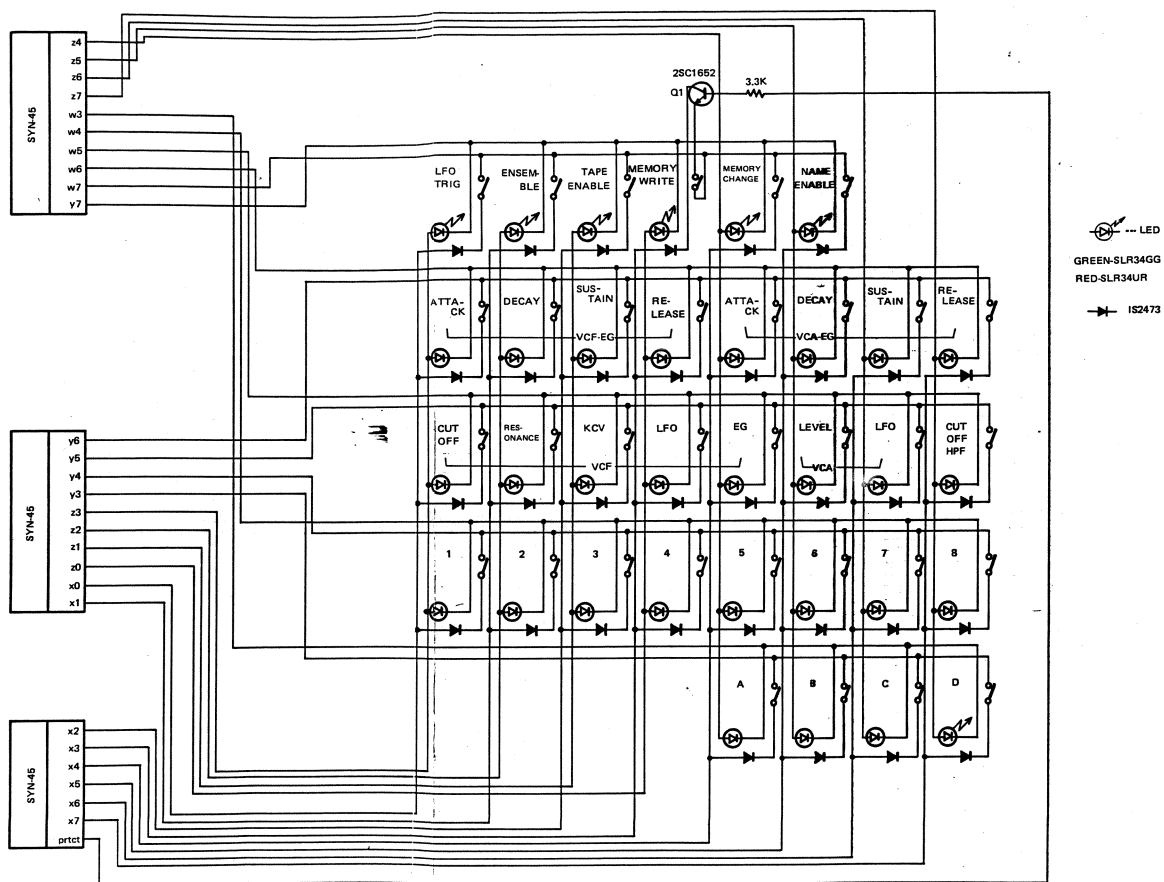 SYN-45
z4
z5
z6
z7
w3
w4
w5
w6
w7
y7
2SC1652
Q1
3.3K
LFO
TRIG
ENSEM-
BLE
TAPE
ENABLE
MEMORY
WRITE
MEMORY
CHANGE
NAME
ENABLE
--- LED
GREEN-SLR34GG
RED-SLR34UR
IS2473
ATTA-
CK
DECAY
SUS-
TAIN
RE-
LEASE
VCF-EG
ATTA-
CK
DECAY
SUS-
TAIN
RE-
LEASE
VCA-EG
SYN-45
y6
y5
y4
y3
z3
z2
z1
z0
x0
x1
CUT
OFF
RES-
ONANCE
KCV
LFO
EG
VCF
LEVEL
LFO
VCA
CUT
OFF
HPF
1
2
3
4
5
6
7
8
A
B
C
D
SYN-45
x2
x3
x4
x5
x6
x7
prtct